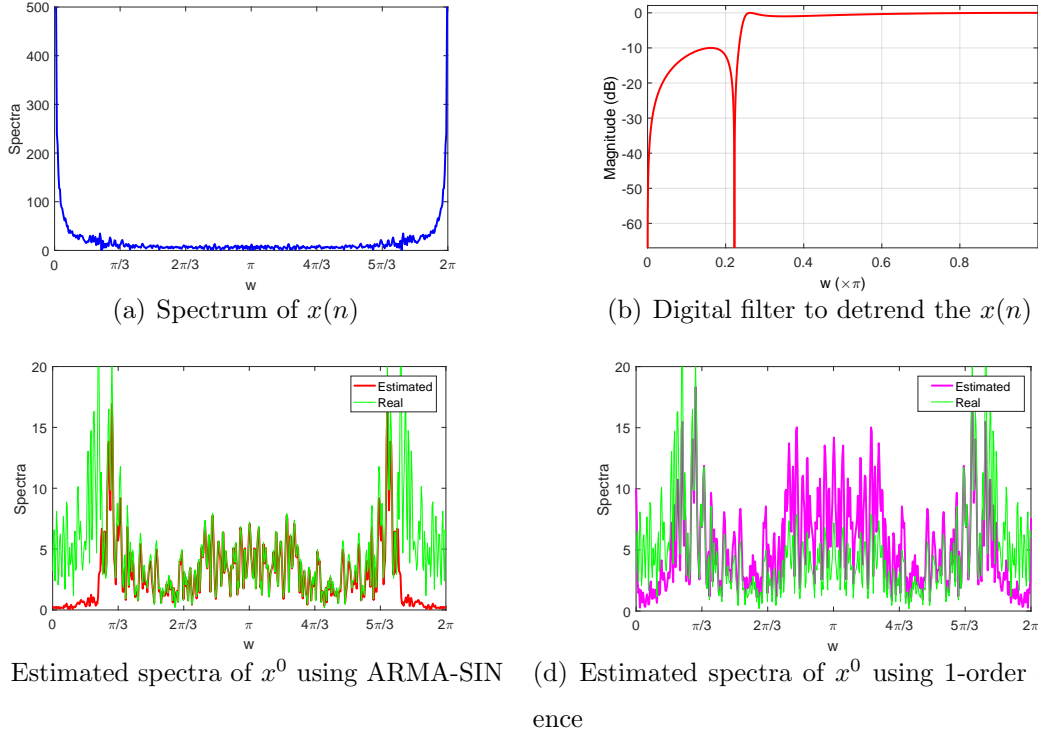 500
400
300
200
100
0
Spectra
0 π/3 2π/3 π 4π/3 5π/3 2π
w
(a) Spectrum of x(n)
0
-10
-20
-30
-40
-50
-60
Magnitude (dB)
0 0.2 0.4 0.6 0.8
w (×π)
(b) Digital filter to detrend the x(n)
20
15
10
5
0
Spectra
Estimated
Real
0 π/3 2π/3 π 4π/3 5π/3 2π
w
Estimated spectra of x⁰ using ARMA-SIN
20
15
10
5
0
Spectra
Estimated
Real
0 π/3 2π/3 π 4π/3 5π/3 2π
w
(d) Estimated spectra of x⁰ using 1-order
ence